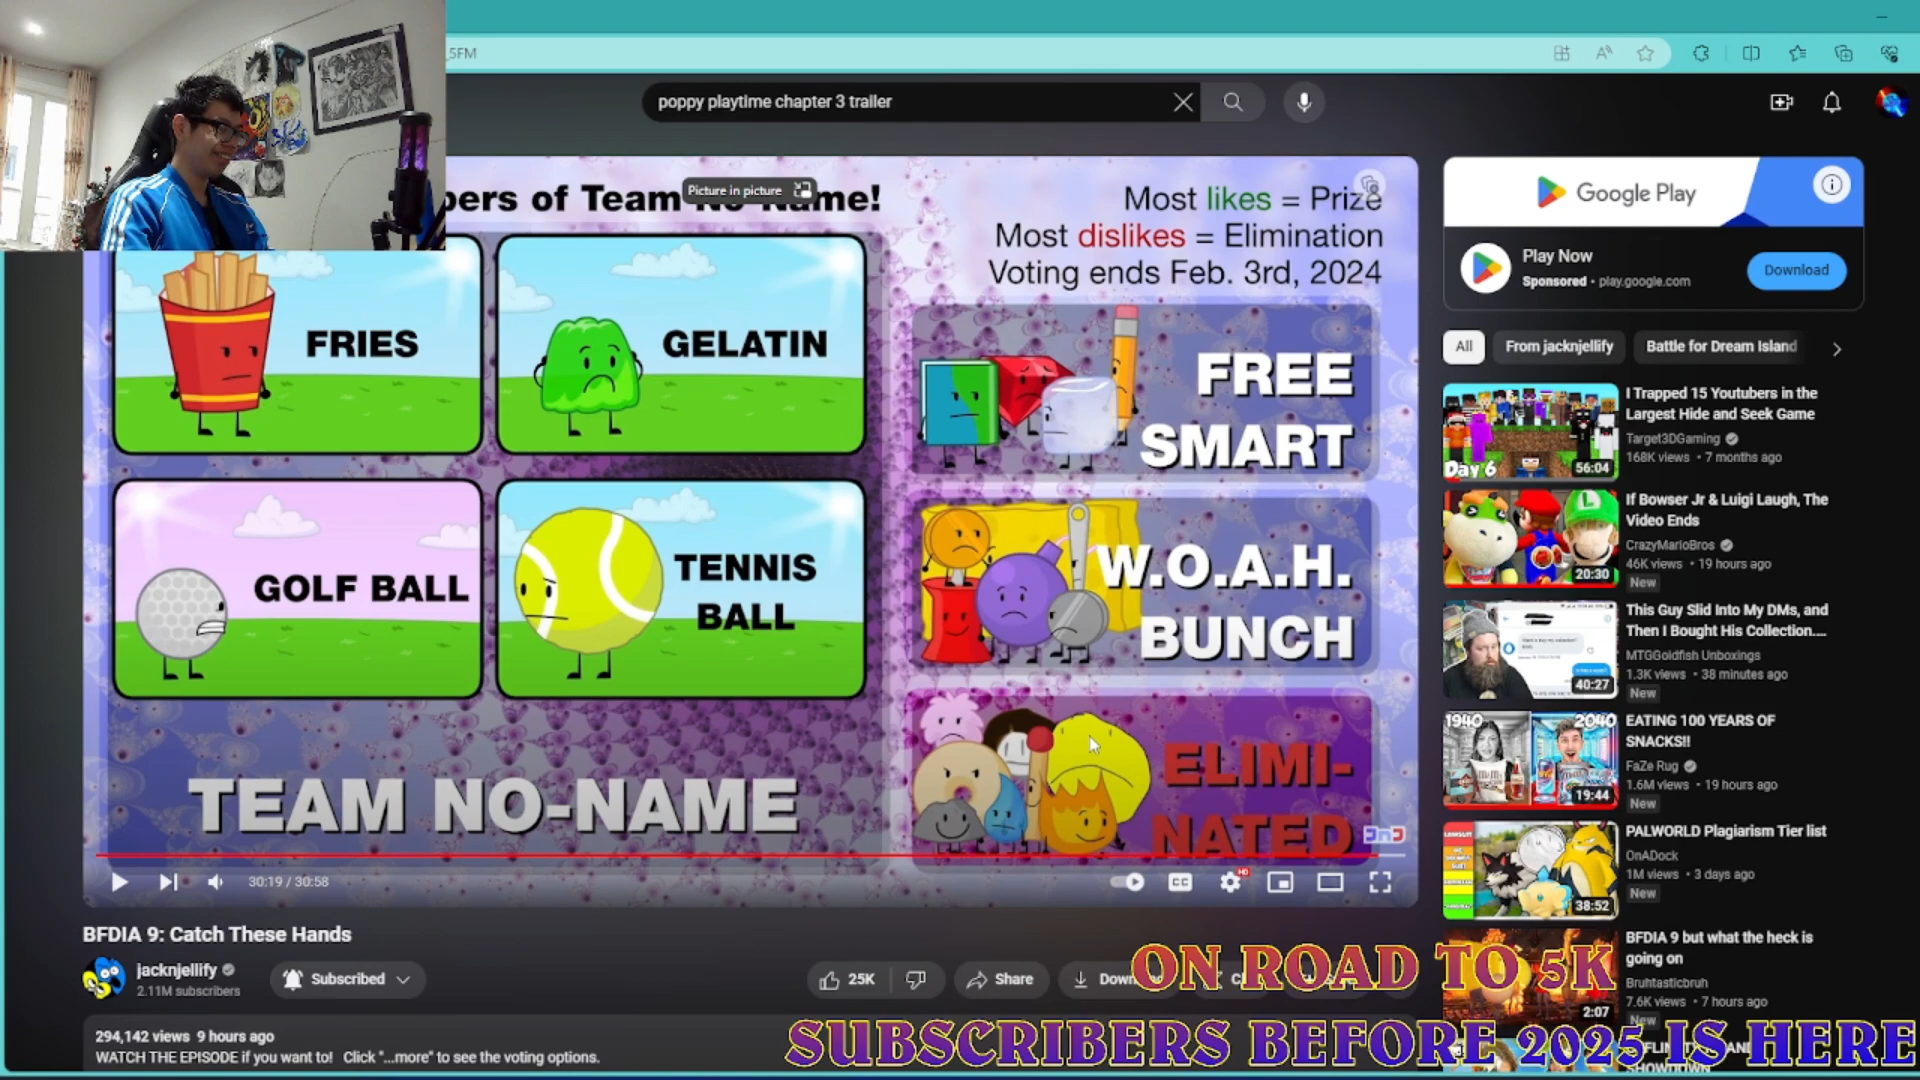 _5FM
poppy playtime chapter 3 trailer
Picture in picture
bers of Team No-Name!
Most likes = Prize
Most dislikes = Elimination
Voting ends Feb. 3rd, 2024
FRIES
GELATIN
GOLF BALL
TENNIS
BALL
TEAM NO-NAME
FREE
SMART
W.O.A.H.
BUNCH
ELIMI-
NATED
30:19 / 30:58
CC
HD
BFDIA 9: Catch These Hands
jacknjellify
2.11M subscribers
Subscribed
25K
Share
294,142 views 9 hours ago
WATCH THE EPISODE if you want to! Click "...more" to see the voting options.
Google Play
Play Now
Sponsored • play.google.com
Download
All
From jacknjellify
Battle for Dream Island
Day 6
56:04
I Trapped 15 Youtubers in the
Largest Hide and Seek Game
Target3DGaming
168K views • 7 months ago
20:30
If Bowser Jr & Luigi Laugh, The
Video Ends
CrazyMarioBros
46K views • 19 hours ago
New
40:27
This Guy Slid Into My DMs, and
Then I Bought His Collection....
MTGGoldfish Unboxings
1.3K views • 38 minutes ago
New
1940
2040
19:44
EATING 100 YEARS OF
SNACKS!!
FaZe Rug
1.6M views • 19 hours ago
New
38:52
PALWORLD Plagiarism Tier list
OnADock
1M views • 3 days ago
New
2:07
BFDIA 9 but what the heck is
going on
Bruhtasticbruh
7.6K views • 7 hours ago
New
ON ROAD TO 5K
SUBSCRIBERS BEFORE 2025 IS HERE